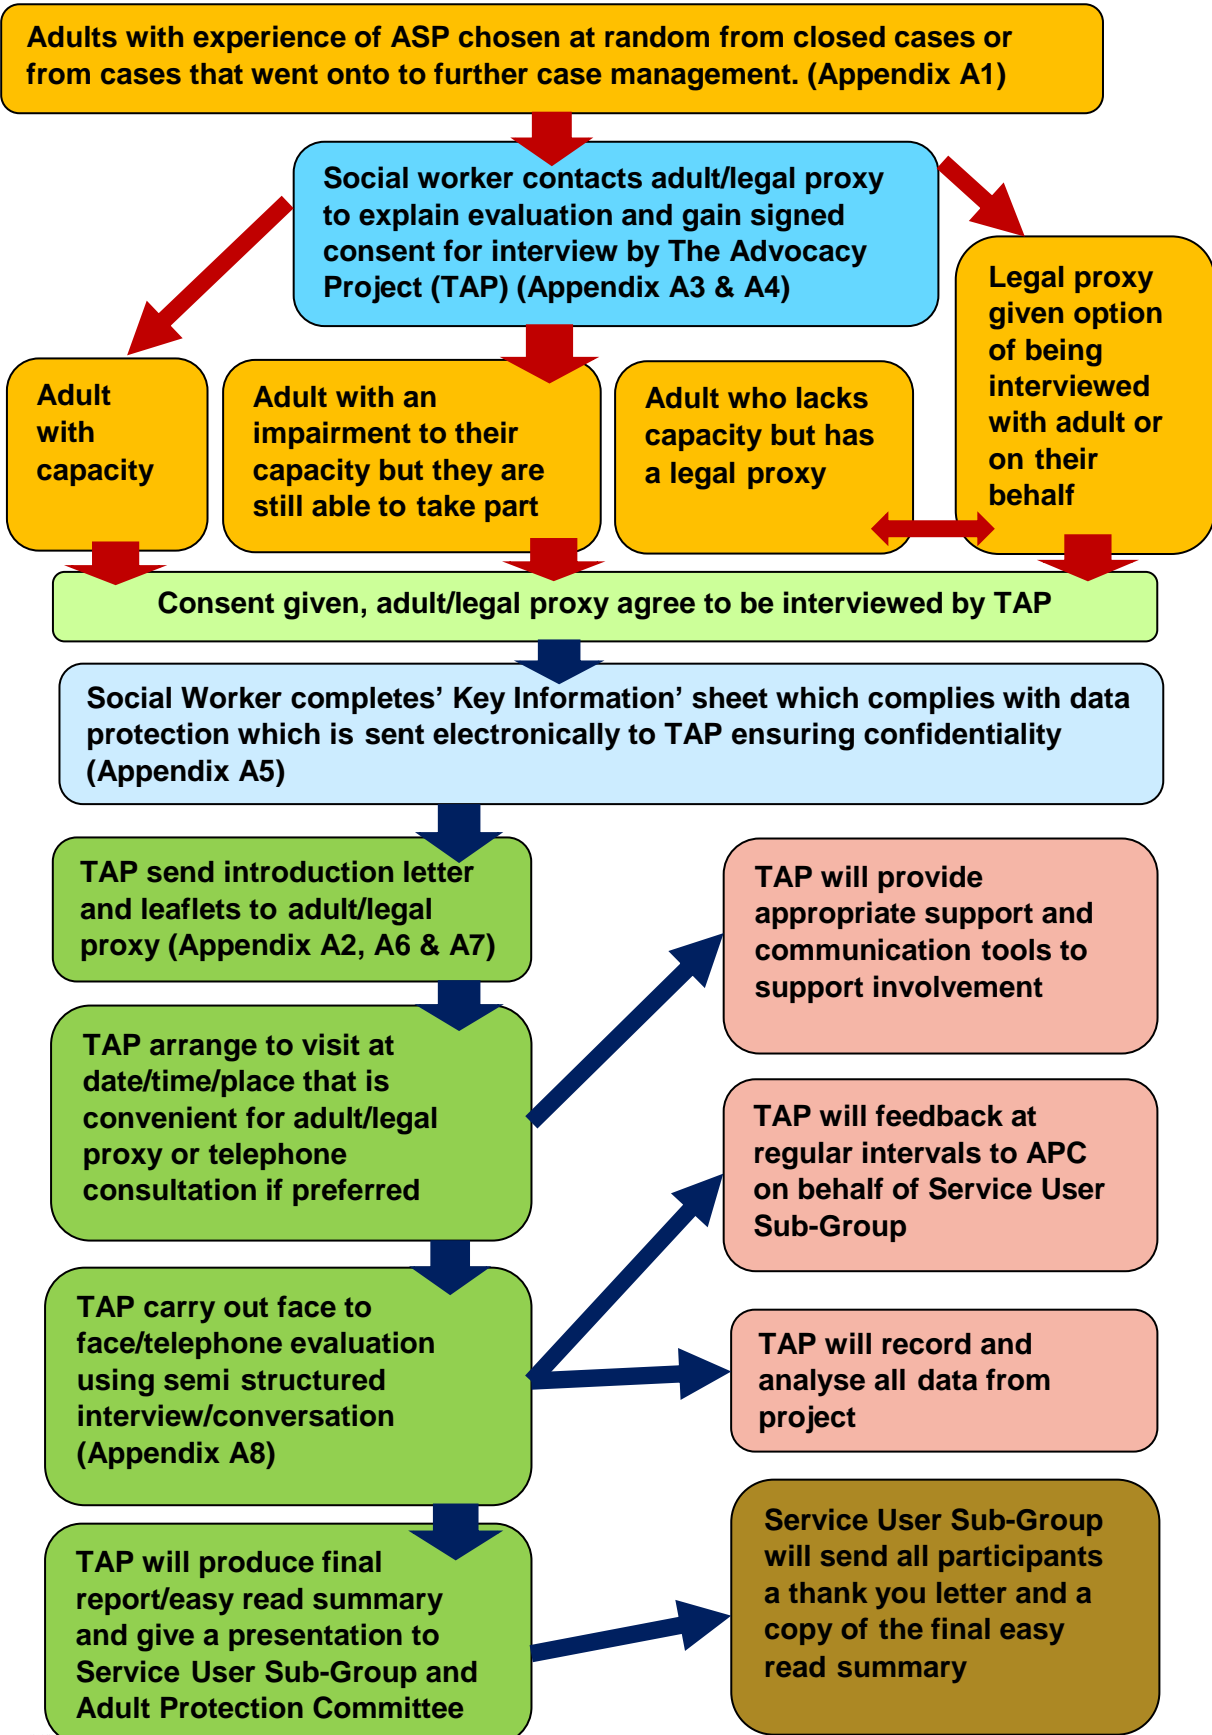 Adults with experience of ASP chosen at random from closed cases or
from cases that went onto to further case management. (Appendix A1)
Social worker contacts adult/legal proxy
to explain evaluation and gain signed
consent for interview by The Advocacy
Project (TAP) (Appendix A3 & A4)
Legal proxy
given option
of being
interviewed
with adult or
on their
behalf
Adult
with
capacity
Adult with an
impairment to their
capacity but they are
still able to take part
Adult who lacks
capacity but has
a legal proxy
Consent given, adult/legal proxy agree to be interviewed by TAP
Social Worker completes’ Key Information’ sheet which complies with data
protection which is sent electronically to TAP ensuring confidentiality
(Appendix A5)
TAP send introduction letter
and leaflets to adult/legal
proxy (Appendix A2, A6 & A7)
TAP will provide
appropriate support and
communication tools to
support involvement
TAP arrange to visit at
date/time/place that is
convenient for adult/legal
proxy or telephone
consultation if preferred
TAP will feedback at
regular intervals to APC
on behalf of Service User
Sub-Group
TAP carry out face to
face/telephone evaluation
using semi structured
interview/conversation
(Appendix A8)
TAP will record and
analyse all data from
project
TAP will produce final
report/easy read summary
and give a presentation to
Service User Sub-Group and
Adult Protection Committee
Service User Sub-Group
will send all participants
a thank you letter and a
copy of the final easy
read summary